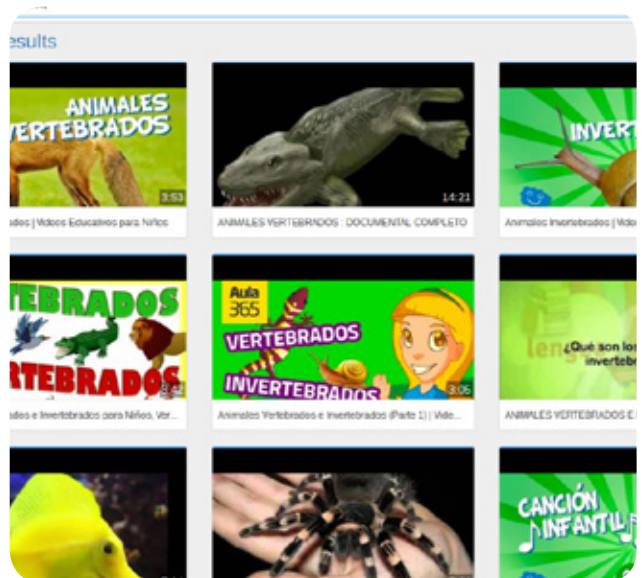 esults
ANIMALES
VERTEBRADOS
3:53
14:21
INVERT
ados | Videos Educativos para Niños
ANIMALES VERTEBRADOS : DOCUMENTAL COMPLETO
Animales Invertebrados | Vide
TEBRADOS
RTEBRADOS
Aula
365
VERTEBRADOS
INVERTEBRADOS
3:06
¿Qué son los
invertebr
ados e Invertebrados para Niños, Ver...
Animales Vertebrados e Invertebrados (Parte 1) | Vide...
ANIMALES VERTEBRADOS E
CANCIÓN
INFANTIL